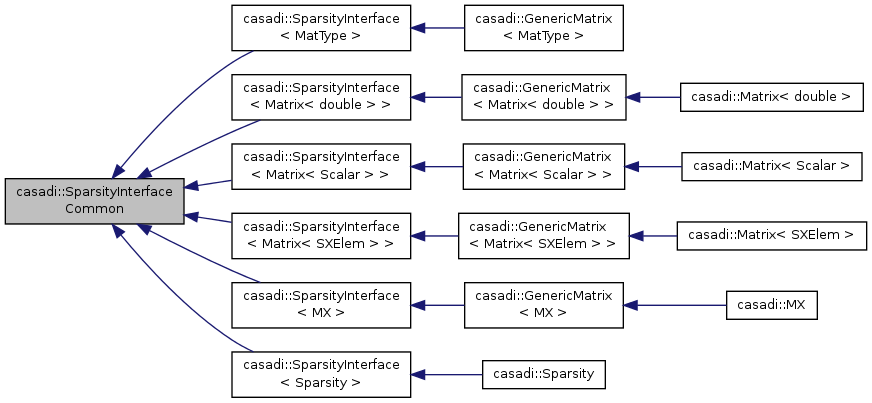 casadi::SparsityInterface
< MatType >
casadi::GenericMatrix
< MatType >
casadi::SparsityInterface
< Matrix< double > >
casadi::GenericMatrix
< Matrix< double > >
casadi::Matrix< double >
casadi::SparsityInterface
< Matrix< Scalar > >
casadi::GenericMatrix
< Matrix< Scalar > >
casadi::Matrix< Scalar >
casadi::SparsityInterface
Common
casadi::SparsityInterface
< Matrix< SXElem > >
casadi::GenericMatrix
< Matrix< SXElem > >
casadi::Matrix< SXElem >
casadi::SparsityInterface
< MX >
casadi::GenericMatrix
< MX >
casadi::MX
casadi::SparsityInterface
< Sparsity >
casadi::Sparsity